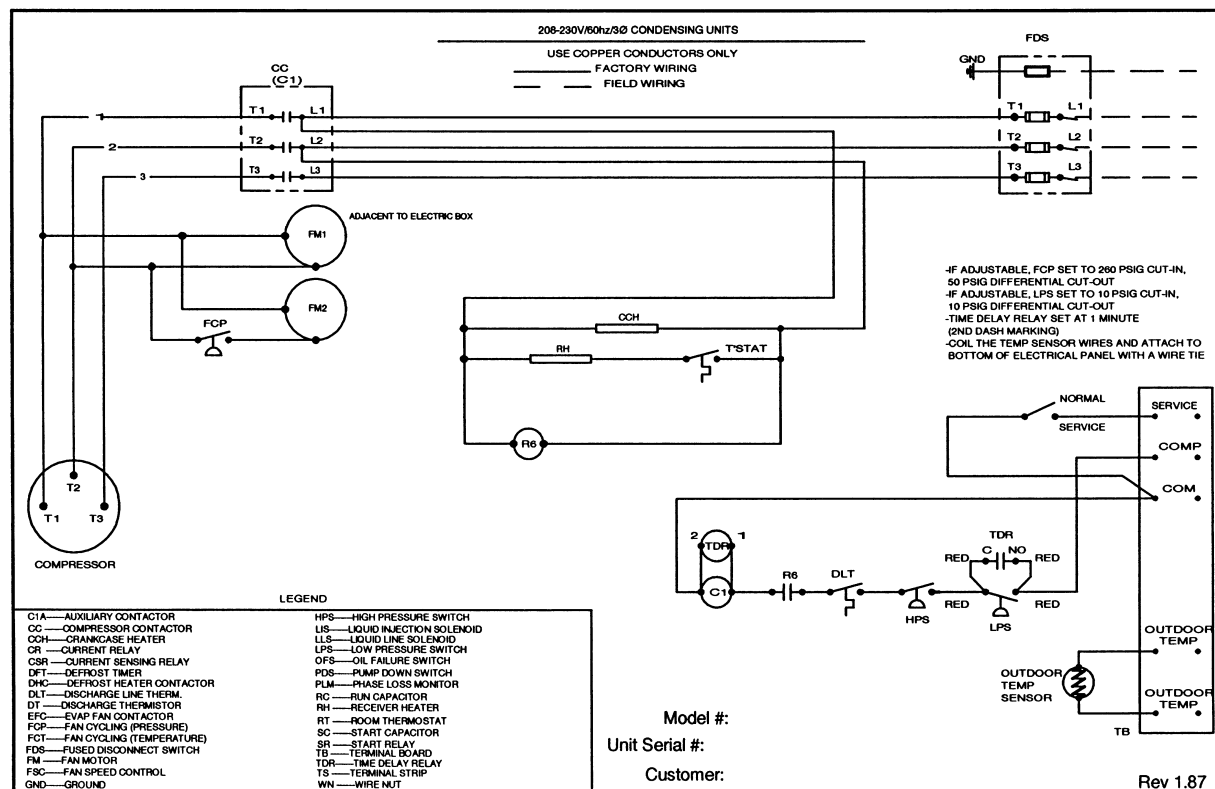 208-230V/60hz/3Ø CONDENSING UNITS
USE COPPER CONDUCTORS ONLY
FACTORY WIRING
FIELD WIRING
FDS
GND
CC
(C1)
T1
L1
T2
L2
T3
L3
1
2
3
T1
L1
T2
L2
T3
L3
FM1
ADJACENT TO ELECTRIC BOX
FM2
FCP
CCH
RH
T'STAT
R6
-IF ADJUSTABLE, FCP SET TO 260 PSIG CUT-IN,
50 PSIG DIFFERENTIAL CUT-OUT
-IF ADJUSTABLE, LPS SET TO 10 PSIG CUT-IN,
10 PSIG DIFFERENTIAL CUT-OUT
-TIME DELAY RELAY SET AT 1 MINUTE
(2ND DASH MARKING)
-COIL THE TEMP SENSOR WIRES AND ATTACH TO
BOTTOM OF ELECTRICAL PANEL WITH A WIRE TIE
NORMAL
SERVICE
SERVICE
COMP
COM
T2
T1
T3
COMPRESSOR
2
TDR
1
C1
R6
DLT
HPS
TDR
RED
C
NO
RED
RED
RED
LPS
OUTDOOR
TEMP
OUTDOOR
TEMP
SENSOR
OUTDOOR
TEMP
TB
LEGEND
C1A——AUXILIARY CONTACTOR
CC ——COMPRESSOR CONTACTOR
CCH——CRANKCASE HEATER
CR ——CURRENT RELAY
CSR ——CURRENT SENSING RELAY
DFT——DEFROST TIMER
DHC——DEFROST HEATER CONTACTOR
DLT——DISCHARGE LINE THERM.
DT ——DISCHARGE THERMISTOR
EFC——EVAP FAN CONTACTOR
FCP——FAN CYCLING (PRESSURE)
FCT——FAN CYCLING (TEMPERATURE)
FDS——FUSED DISCONNECT SWITCH
FM ——FAN MOTOR
FSC——FAN SPEED CONTROL
GND——GROUND
HPS——HIGH PRESSURE SWITCH
LIS——LIQUID INJECTION SOLENOID
LLS——LIQUID LINE SOLENOID
LPS——LOW PRESSURE SWITCH
OFS——OIL FAILURE SWITCH
PDS——PUMP DOWN SWITCH
PLM——PHASE LOSS MONITOR
RC ——RUN CAPACITOR
RH ——RECEIVER HEATER
RT ——ROOM THERMOSTAT
SC ——START CAPACITOR
SR ——START RELAY
TB ——TERMINAL BOARD
TDR——TIME DELAY RELAY
TS ——TERMINAL STRIP
WN ——WIRE NUT
Model #:
Unit Serial #:
Customer:
Rev 1.87